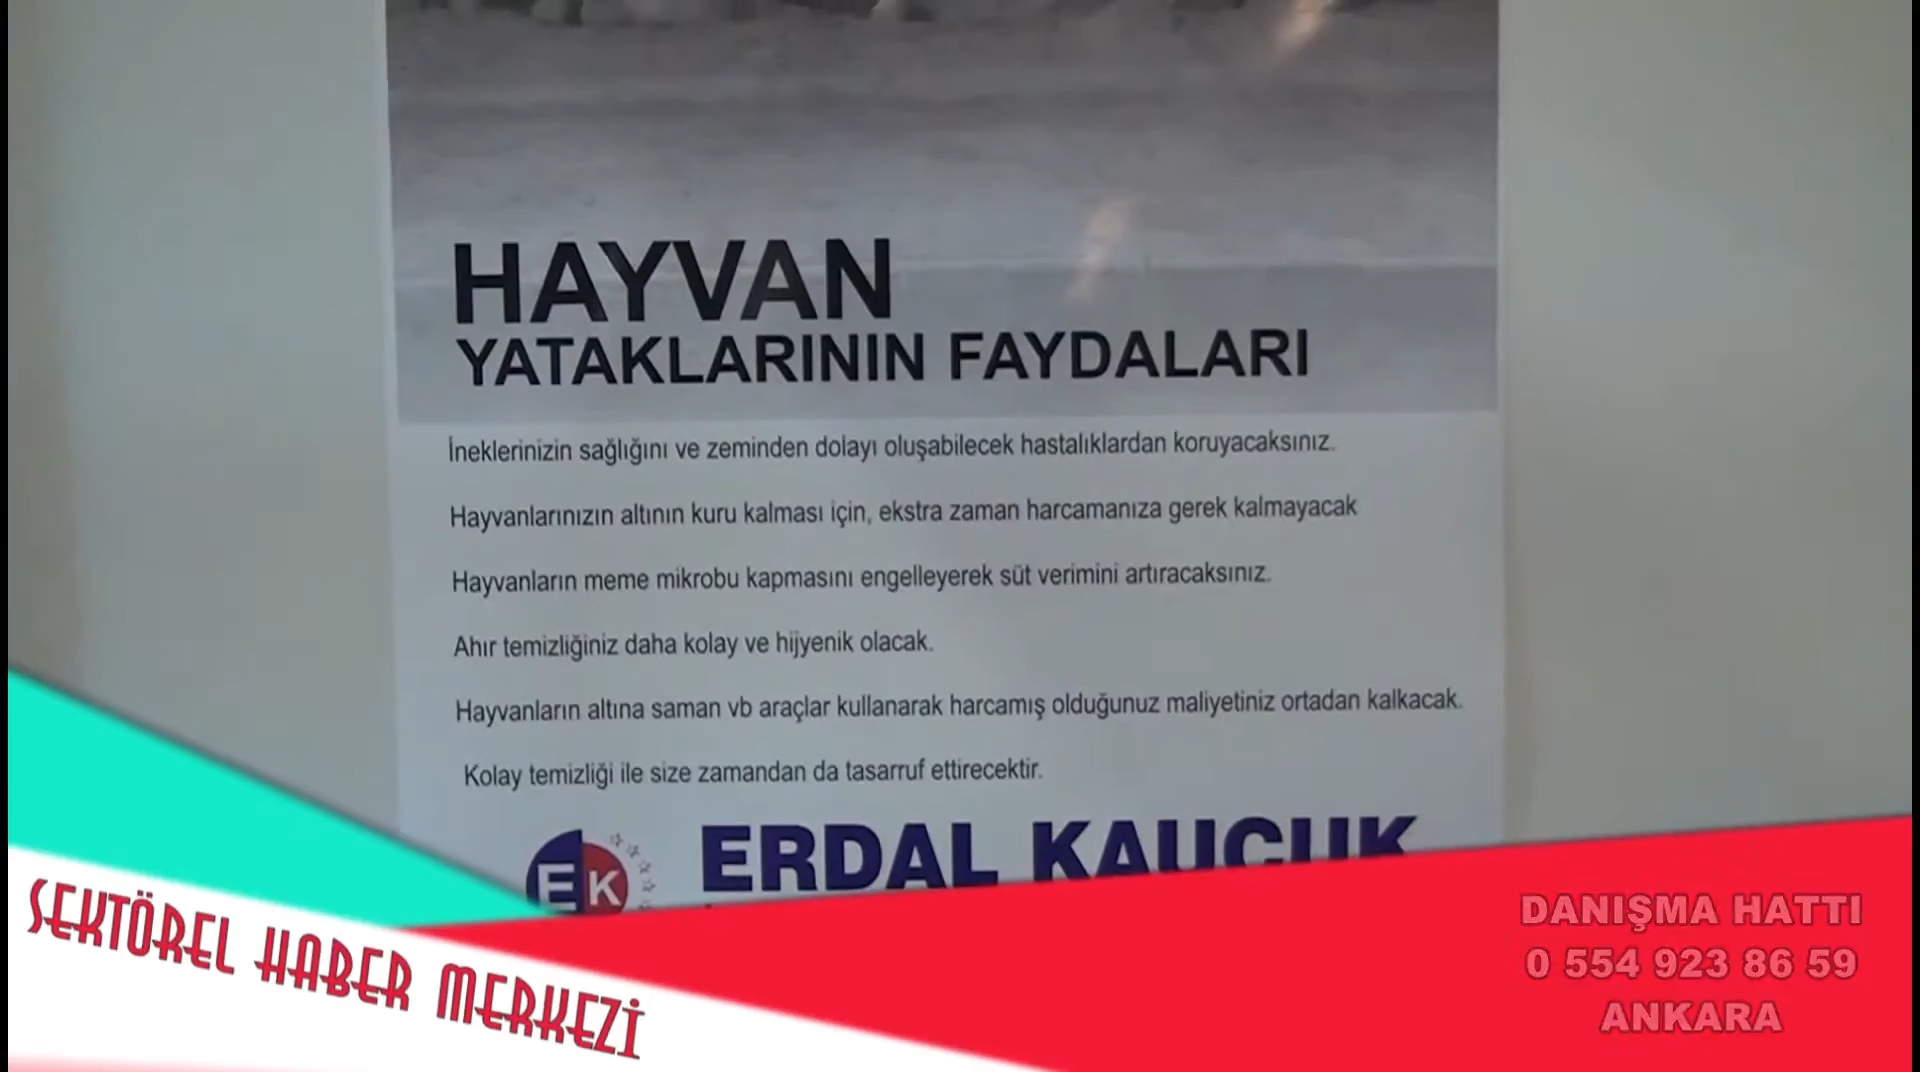 HAYVAN
YATAKLARININ FAYDALARI
İneklerinizin sağlığını ve zeminden dolayı oluşabilecek hastalıklardan koruyacaksınız.
Hayvanlarınızın altının kuru kalması için, ekstra zaman harcamanıza gerek kalmayacak
Hayvanların meme mikrobu kapmasını engelleyerek süt verimini artıracaksınız.
Ahır temizliğiniz daha kolay ve hijyenik olacak.
Hayvanların altına saman vb araçlar kullanarak harcamış olduğunuz maliyetiniz ortadan kalkacak.
Kolay temizliği ile size zamandan da tasarruf ettirecektir.
EK
ERDAL KAUÇUK
SEKTÖREL HABER MERKEZİ
DANIŞMA HATTI
0 554 923 86 59
ANKARA